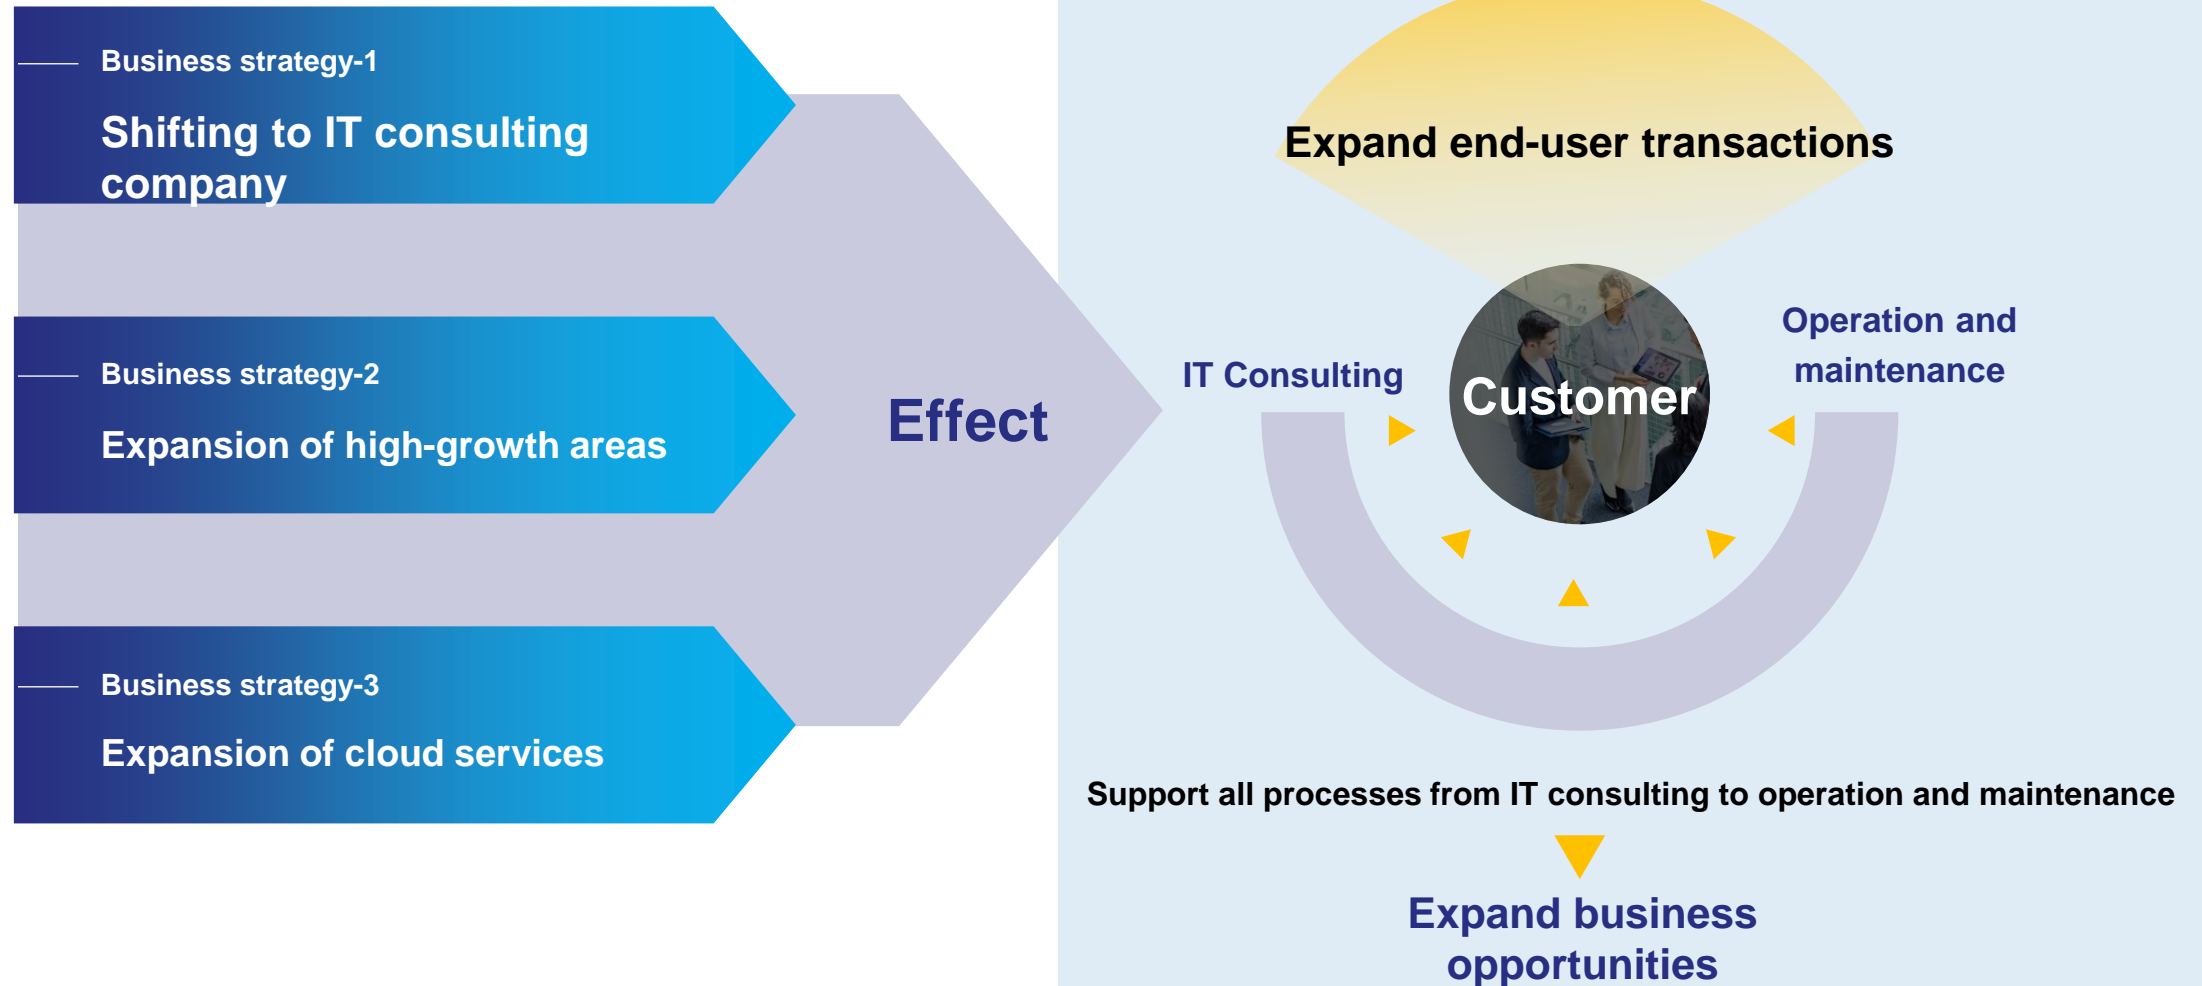 Business strategy-1
Shifting to IT consulting
company
Business strategy-2
Expansion of high-growth areas
Business strategy-3
Expansion of cloud services
Effect
Expand end-user transactions
IT Consulting
Customer
Operation and
maintenance
Support all processes from IT consulting to operation and maintenance
Expand business
opportunities